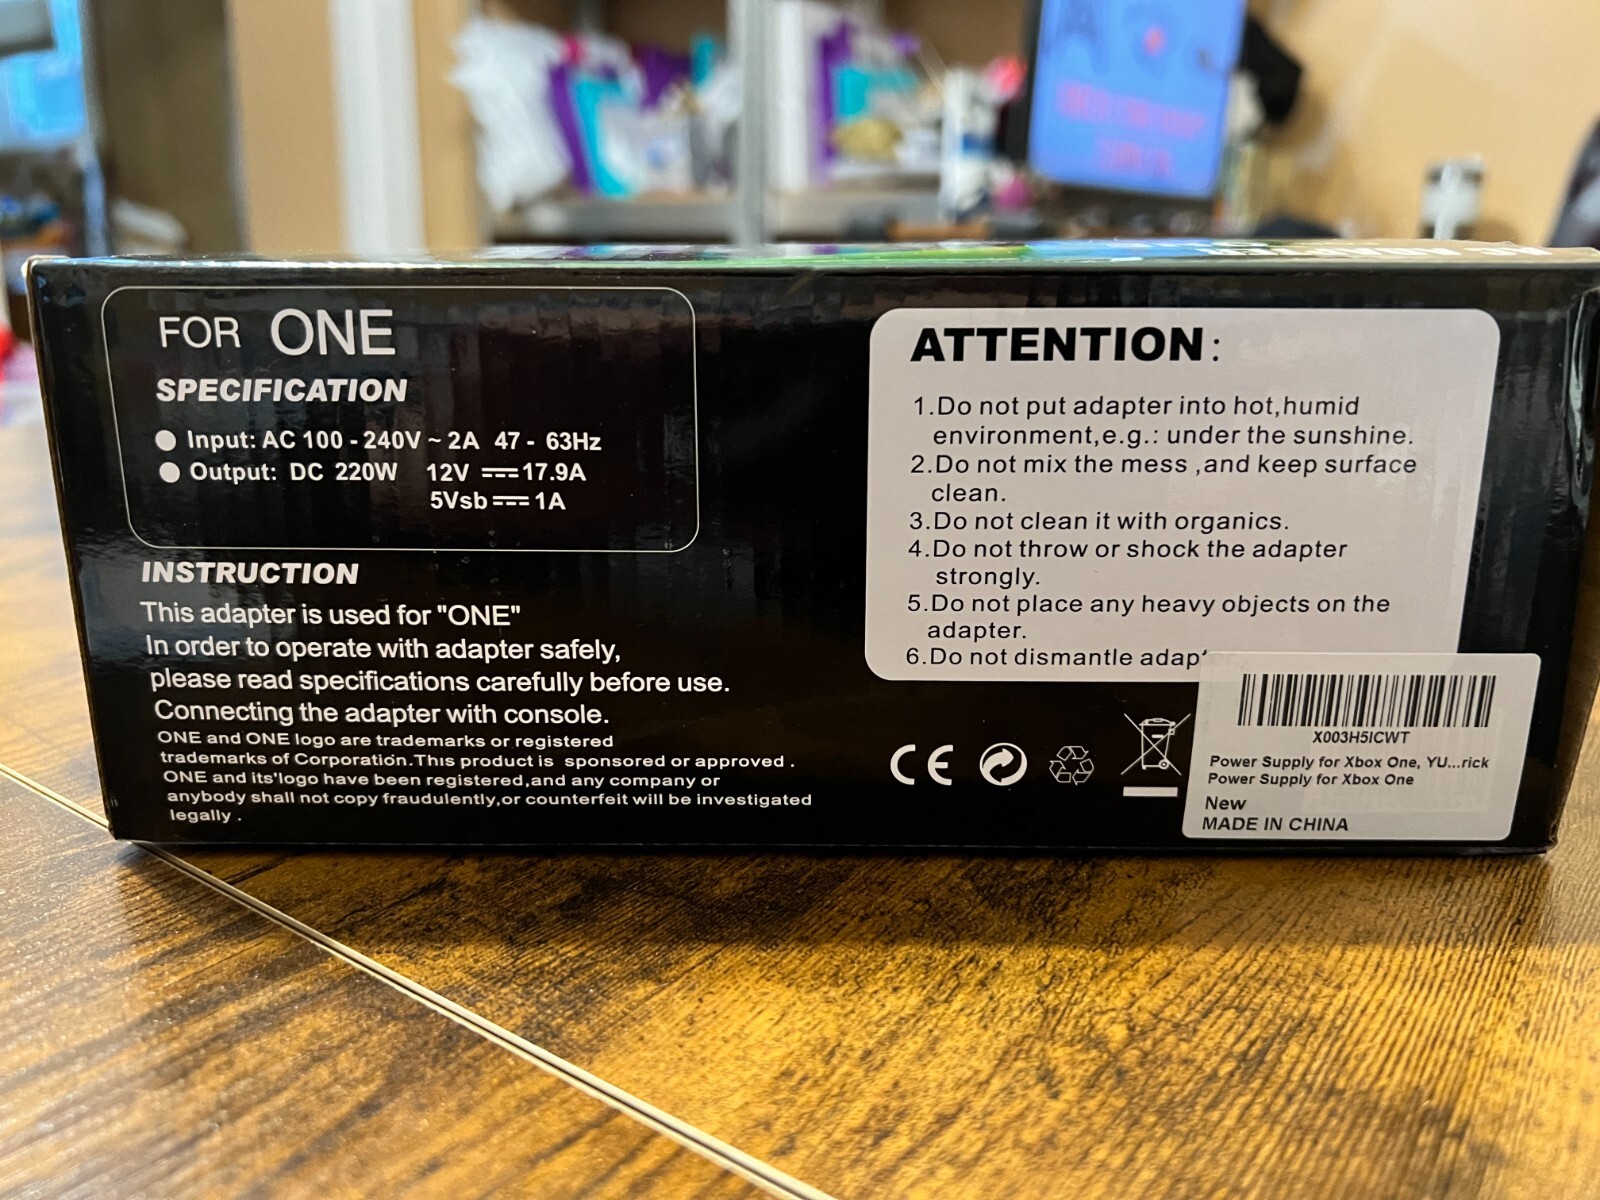 FOR ONE
SPECIFICATION
● Input: AC 100 - 240V ~ 2A 47 - 63Hz
● Output: DC 220W 12V ⎓ 17.9A
5Vsb ⎓ 1A
INSTRUCTION
This adapter is used for "ONE"
In order to operate with adapter safely,
please read specifications carefully before use.
Connecting the adapter with console.
ONE and ONE logo are trademarks or registered
trademarks of Corporation.This product is sponsored or approved .
ONE and its'logo have been registered,and any company or
anybody shall not copy fraudulently,or counterfeit will be investigated
legally .
ATTENTION:
1.Do not put adapter into hot,humid
environment,e.g.: under the sunshine.
2.Do not mix the mess ,and keep surface
clean.
3.Do not clean it with organics.
4.Do not throw or shock the adapter
strongly.
5.Do not place any heavy objects on the
adapter.
6.Do not dismantle
CE
X003H5ICWT
Power Supply for Xbox One, YU...rick
Power Supply for Xbox One
New
MADE IN CHINA